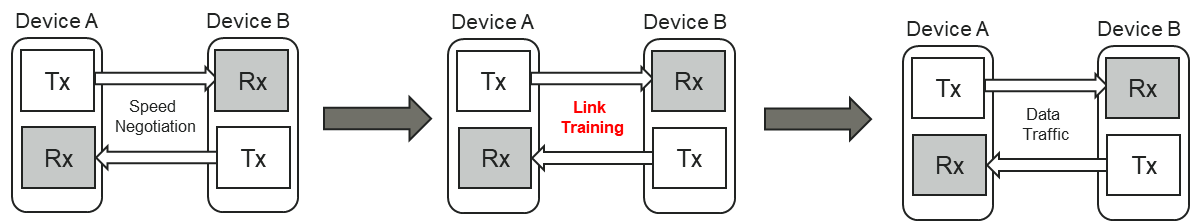 Device A
Device B
Tx
Rx
Speed
Negotiation
Rx
Tx
Device A
Device B
Tx
Rx
Link
Training
Rx
Tx
Device A
Device B
Tx
Rx
Data
Traffic
Rx
Tx